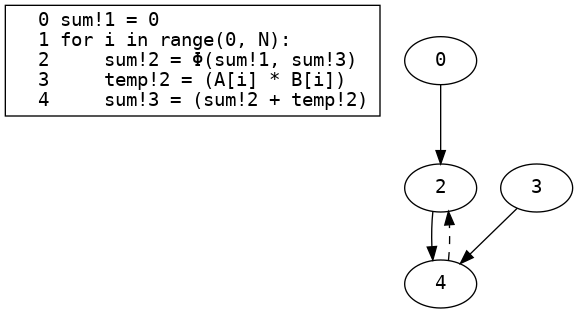 0 sum!1 = 0
1 for i in range(0, N):
2     sum!2 = Φ(sum!1, sum!3)
3     temp!2 = (A[i] * B[i])
4     sum!3 = (sum!2 + temp!2)
0
2
3
4